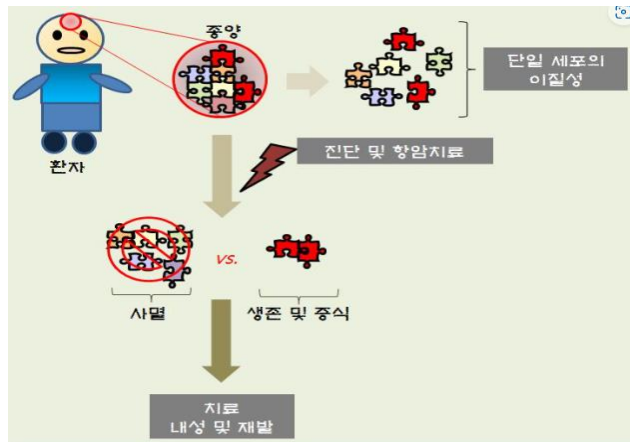 종양
단일 세포의
이질성
환자
진단 및 항암치료
vs.
사멸
생존 및 증식
치료
내성 및 재발